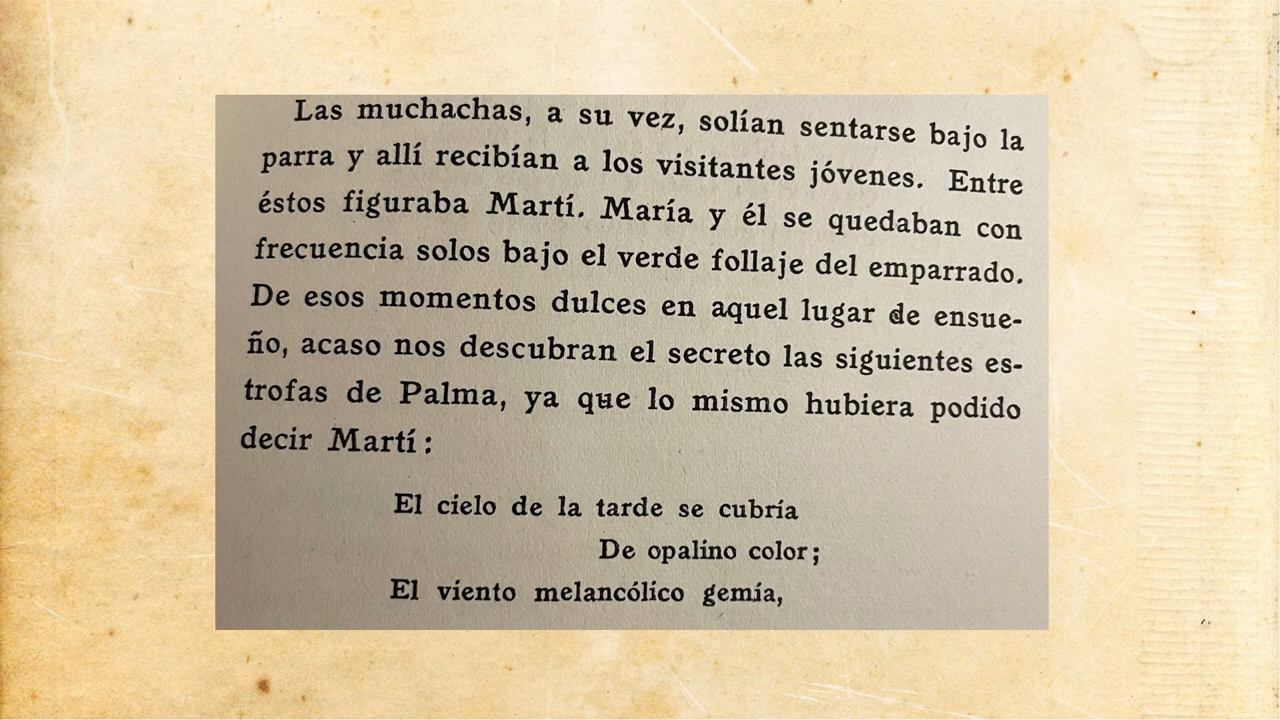 Las muchachas, a su vez, solían sentarse bajo la
parra y allí recibían a los visitantes jóvenes. Entre
éstos figuraba Martí. María y él se quedaban con
frecuencia solos bajo el verde follaje del emparrado.
De esos momentos dulces en aquel lugar de ensue-
ño, acaso nos descubran el secreto las siguientes es-
trofas de Palma, ya que lo mismo hubiera podido
decir Martí:
El cielo de la tarde se cubría
De opalino color;
El viento melancólico gemía,